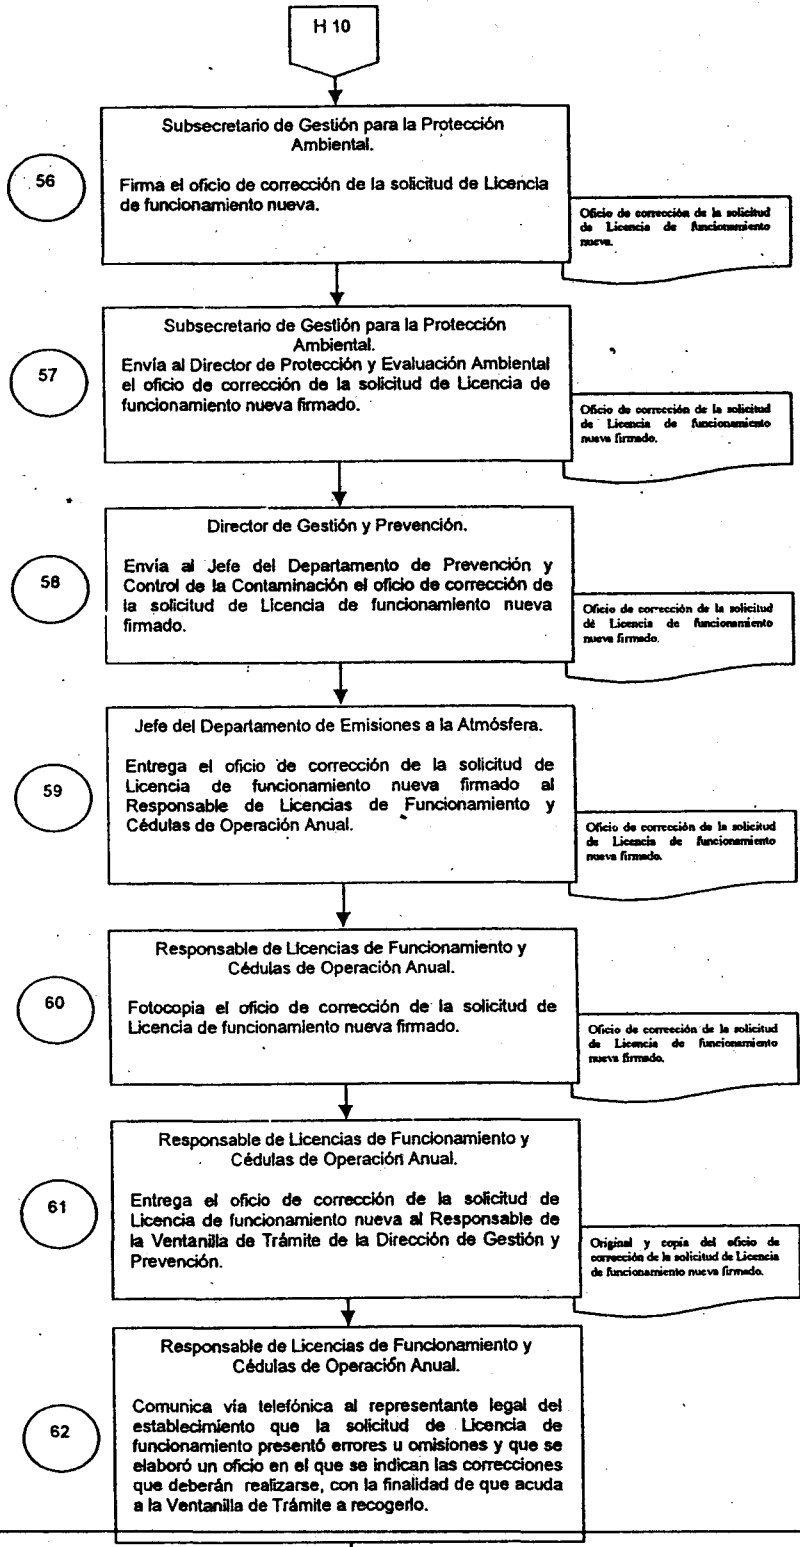 H 10
Subsecretario de Gestión para la Protección
Ambiental.
56
Firma el oficio de corrección de la solicitud de Licencia
de funcionamiento nueva.
Oficio de corrección de la solicitud
de Licencia de funcionamiento
nueva.
Subsecretario de Gestión para la Protección
Ambiental.
57
Envía al Director de Protección y Evaluación Ambiental
el oficio de corrección de la solicitud de Licencia de
funcionamiento nueva firmado.
Oficio de corrección de la solicitud
de Licencia de funcionamiento
nueva firmado.
Director de Gestión y Prevención.
58
Envía al Jefe del Departamento de Prevención y
Control de la Contaminación el oficio de corrección de
la solicitud de Licencia de funcionamiento nueva
firmado.
Oficio de corrección de la solicitud
de Licencia de funcionamiento
nueva firmado.
Jefe del Departamento de Emisiones a la Atmósfera.
59
Entrega el oficio de corrección de la solicitud de
Licencia de funcionamiento nueva firmado al
Responsable de Licencias de Funcionamiento y
Cédulas de Operación Anual.
Oficio de corrección de la solicitud
de Licencia de funcionamiento
nueva firmado.
Responsable de Licencias de Funcionamiento y
Cédulas de Operación Anual.
60
Fotocopia el oficio de corrección de la solicitud de
Licencia de funcionamiento nueva firmado.
Oficio de corrección de la solicitud
de Licencia de funcionamiento
nueva firmado.
Responsable de Licencias de Funcionamiento y
Cédulas de Operación Anual.
61
Entrega el oficio de corrección de la solicitud de
Licencia de funcionamiento nueva al Responsable de
la Ventanilla de Trámite de la Dirección de Gestión y
Prevención.
Original y copia del oficio de
corrección de la solicitud de Licencia
de funcionamiento nueva firmado.
Responsable de Licencias de Funcionamiento y
Cédulas de Operación Anual.
62
Comunica vía telefónica al representante legal del
establecimiento que la solicitud de Licencia de
funcionamiento presentó errores u omisiones y que se
elaboró un oficio en el que se indican las correcciones
que deberán realizarse, con la finalidad de que acuda
a la Ventanilla de Trámite a recogerlo.